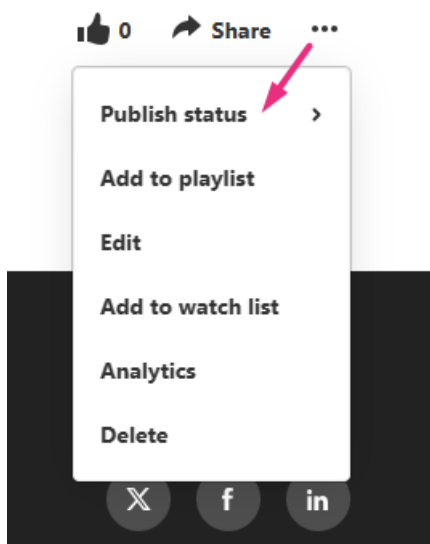 0 Share ...
Publish status >
Add to playlist
Edit
Add to watch list
Analytics
Delete
X f in